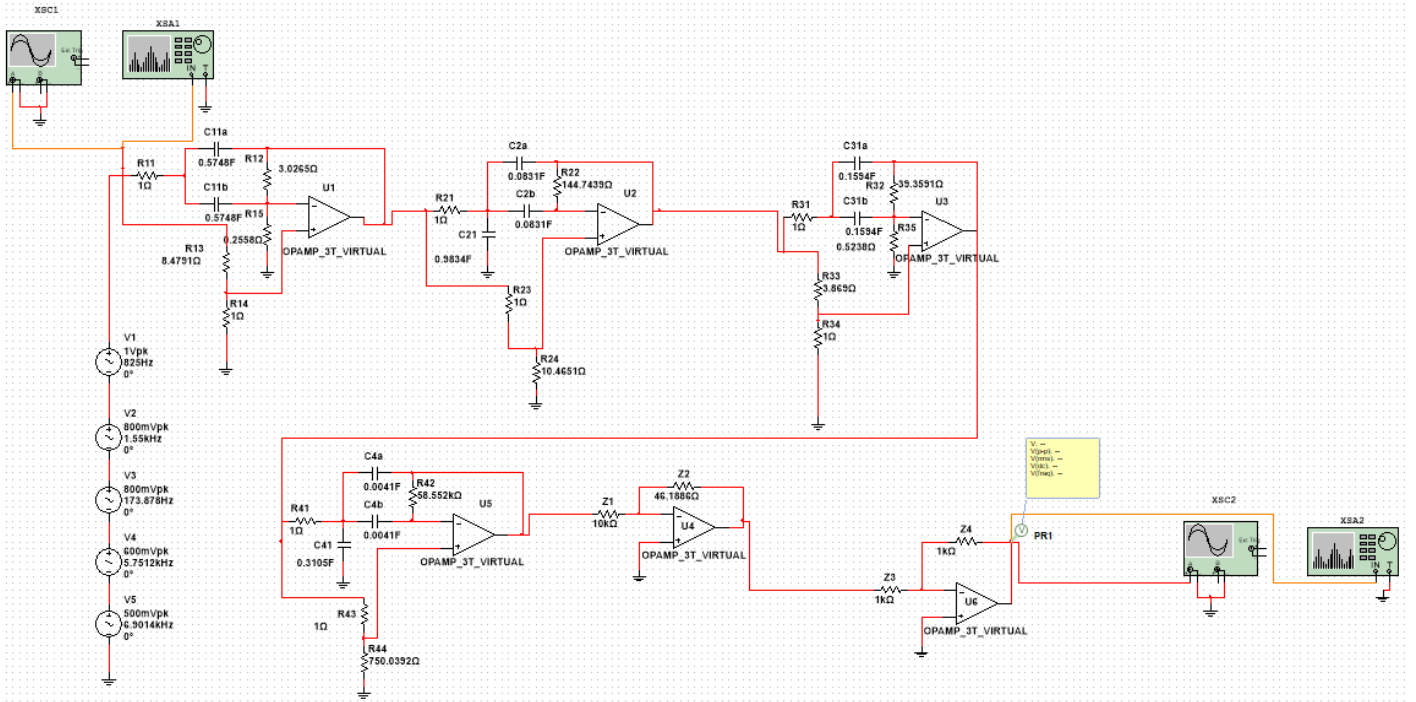 XSC1
XSA1
Ext Trig
A
B
IN
T
C11a
0.5748F
R12
3.0265Ω
R11
1Ω
C11b
0.5748F
U1
R15
0.2558Ω
OPAMP_3T_VIRTUAL
R13
8.4791Ω
R14
1Ω
C2a
0.0831F
R22
144.7439Ω
U2
R21
1Ω
C2b
0.0831F
C21
0.9834F
OPAMP_3T_VIRTUAL
R23
1Ω
R24
10.4651Ω
C31a
0.1594F
R32
39.3591Ω
R31
1Ω
C31b
0.1594F
U3
R35
0.5238Ω
OPAMP_3T_VIRTUAL
R33
3.869Ω
R34
1Ω
V1
1Vpk
825Hz
0°
V2
800mVpk
1.55kHz
0°
V3
800mVpk
173.878Hz
0°
V4
600mVpk
5.7512kHz
0°
V5
500mVpk
6.9014kHz
0°
C4a
0.0041F
R42
58.552kΩ
R41
1Ω
C4b
0.0041F
U5
C41
0.3105F
OPAMP_3T_VIRTUAL
R43
1Ω
R44
750.0392Ω
Z1
10kΩ
Z2
46.1886Ω
U4
OPAMP_3T_VIRTUAL
Z3
1kΩ
Z4
1kΩ
U6
OPAMP_3T_VIRTUAL
V: --
V(p-p): --
V(rms): --
V(dc): --
V(freq): --
V
PR1
XSC2
Ext Trig
A
B
XSA2
IN
T